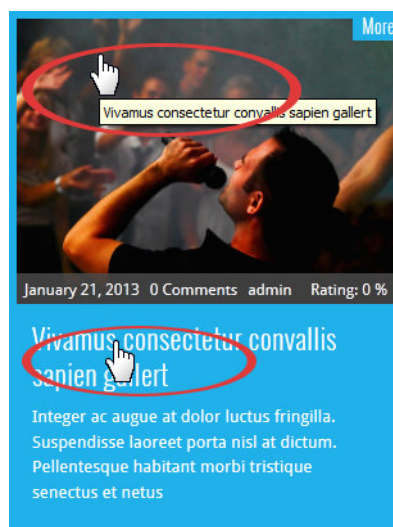 More
Vivamus consectetur convallis sapien gallert
January 21, 2013 0 Comments admin Rating: 0 %
Vivamus consectetur convallis
sapien gallert
Integer ac augue at dolor luctus fringilla.
Suspendisse laoreet porta nisl at dictum.
Pellentesque habitant morbi tristique
senectus et netus